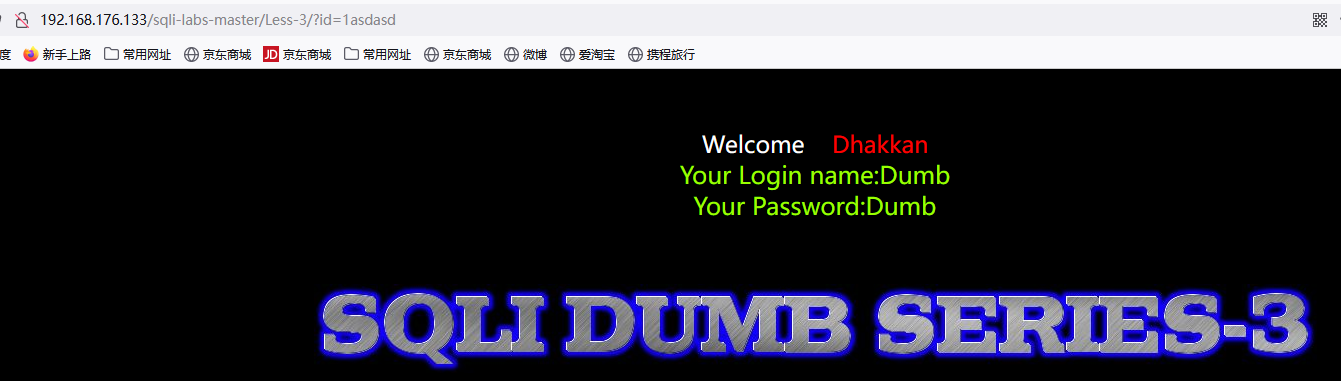 192.168.176.133/sqli-labs-master/Less-3/?id=1asdasd
度 新手上路 常用网址 京东商城 JD 京东商城 常用网址 京东商城 微博 爱淘宝 携程旅行
Welcome Dhakkan
Your Login name:Dumb
Your Password:Dumb
SQLI DUMB SERIES-3